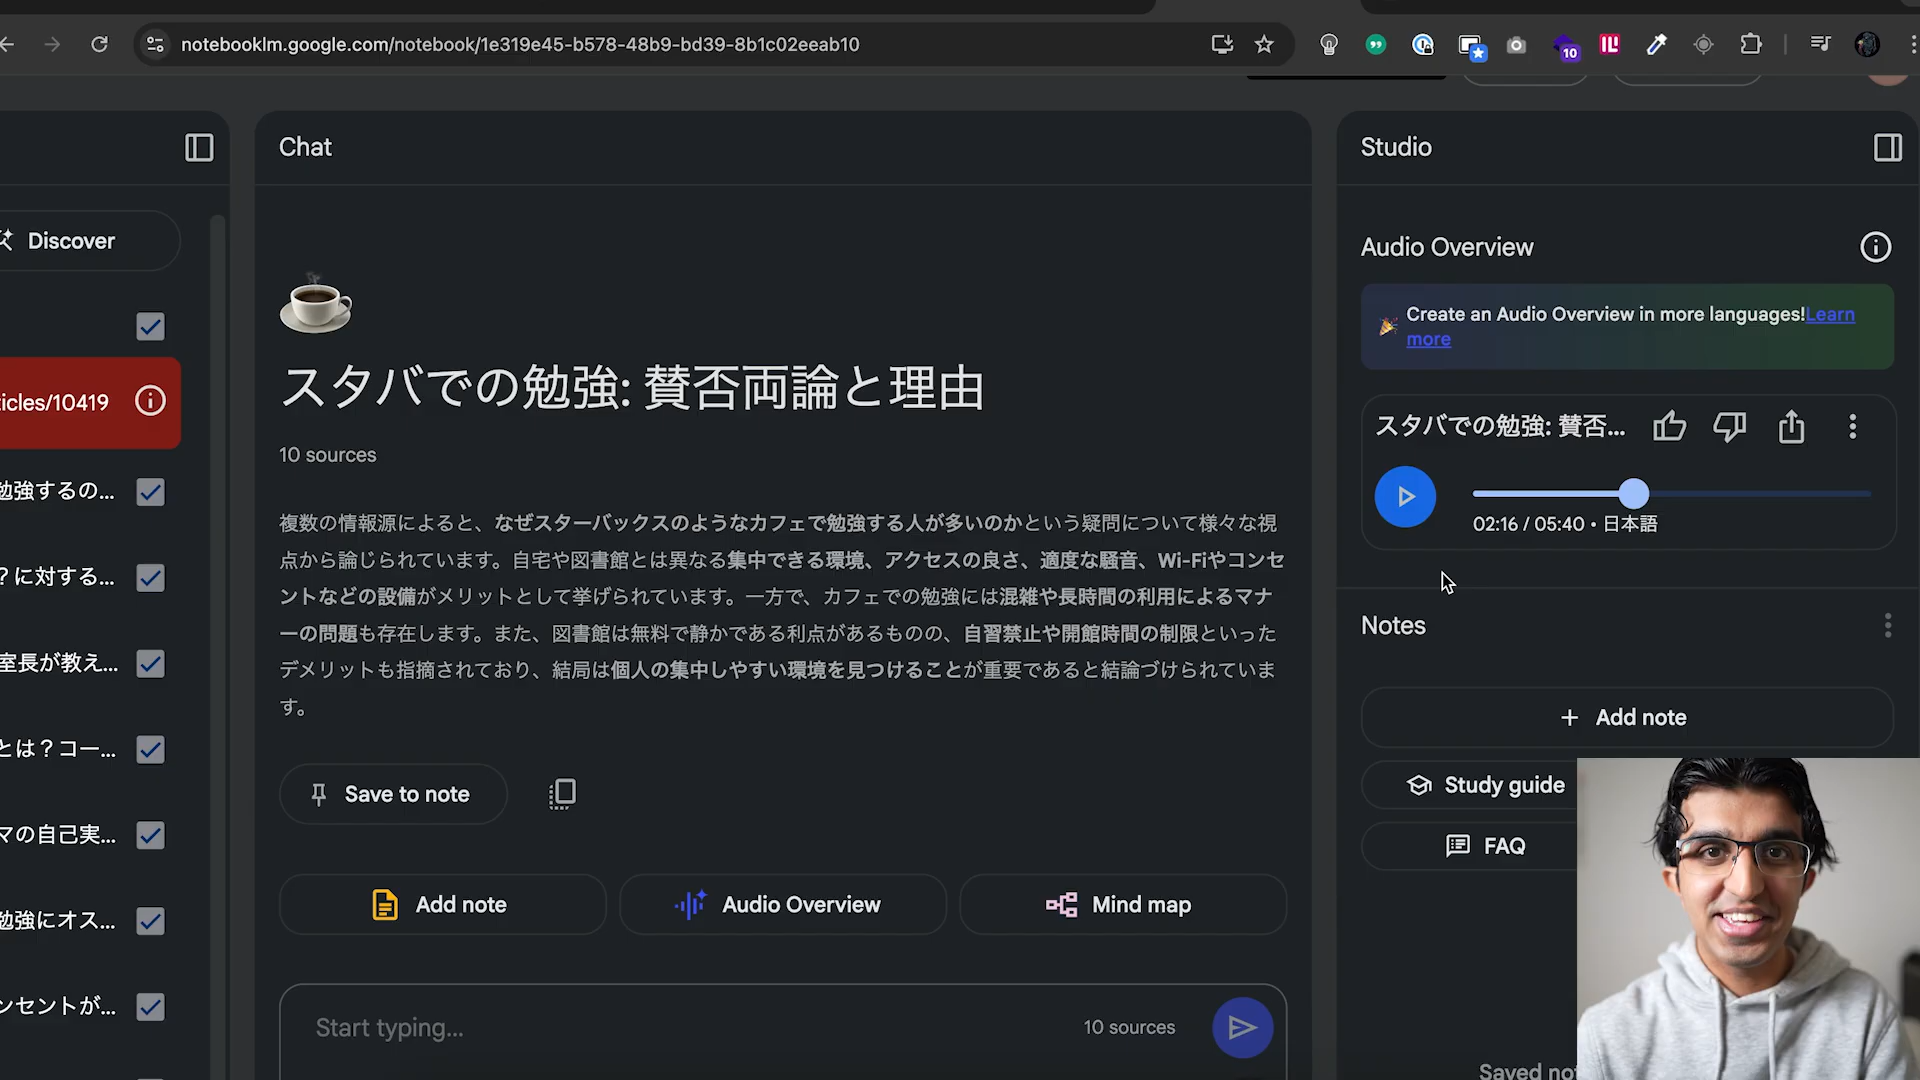 notebooklm.google.com/notebook/1e319e45-b578-48b9-bd39-8b1c02eeab10
10
Discover
icles/10419
勉強するの...
？に対する...
室長が教え...
とは？コー...
マの自己実...
勉強にオス...
ンセントが...
Chat
スタバでの勉強: 賛否両論と理由
10 sources
複数の情報源によると、なぜスターバックスのようなカフェで勉強する人が多いのかという疑問について様々な視
点から論じられています。自宅や図書館とは異なる集中できる環境、アクセスの良さ、適度な騒音、Wi-Fiやコンセ
ントなどの設備がメリットとして挙げられています。一方で、カフェでの勉強には混雑や長時間の利用によるマナ
ーの問題も存在します。また、図書館は無料で静かである利点があるものの、自習禁止や開館時間の制限といった
デメリットも指摘されており、結局は個人の集中しやすい環境を見つけることが重要であると結論づけられていま
す。
Save to note
Add note
Audio Overview
Mind map
Start typing...
10 sources
Studio
Audio Overview
Create an Audio Overview in more languages!Learn
more
スタバでの勉強: 賛否...
02:16 / 05:40 • 日本語
Notes
+ Add note
Study guide
FAQ
Saved not